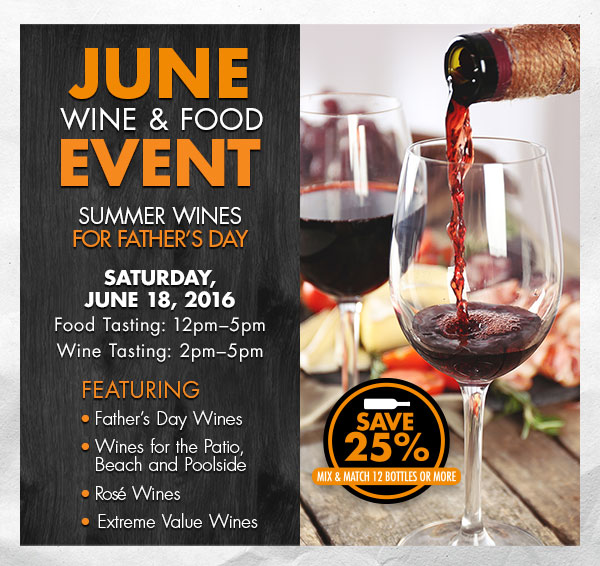 JUNE
WINE & FOOD
EVENT
SUMMER WINES
FOR FATHER'S DAY
SATURDAY,
JUNE 18, 2016
Food Tasting: 12pm–5pm
Wine Tasting: 2pm–5pm
FEATURING
• Father's Day Wines
• Wines for the Patio,
Beach and Poolside
• Rosé Wines
• Extreme Value Wines
SAVE
25%
MIX & MATCH 12 BOTTLES OR MORE